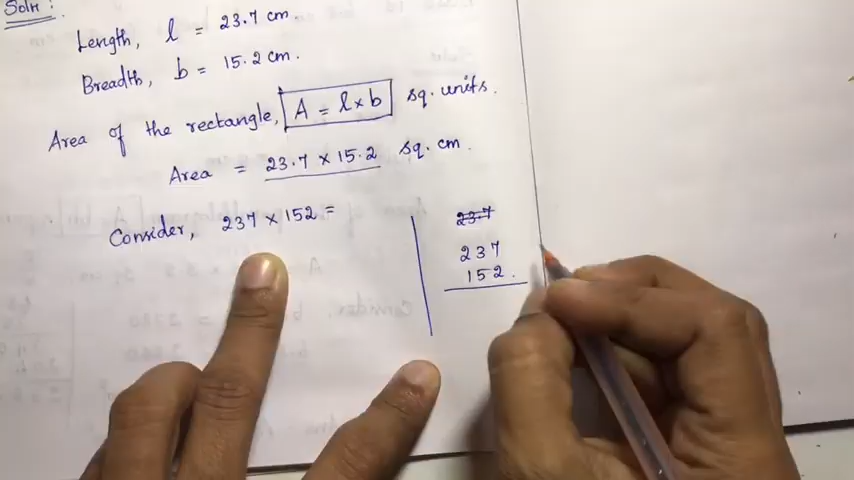 Soln :
Length, l = 23.7 cm.
Breadth, b = 15.2 cm.
Area of the rectangle, A = l x b sq. units.
Area = 23.7 x 15.2 sq. cm.
Consider, 237 x 152 =
23.7
237
152.